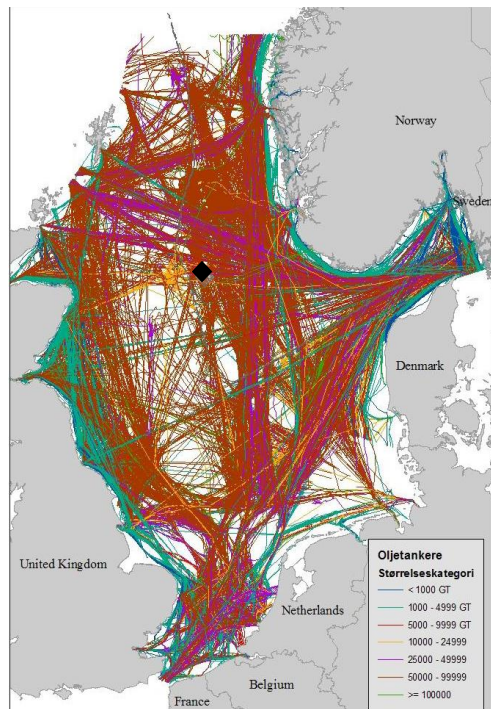 Norway
Sweden
Denmark
United Kingdom
Netherlands
Belgium
France
Oljetankere
Størrelseskategori
< 1000 GT
1000 - 4999 GT
5000 - 9999 GT
10000 - 24999
25000 - 49999
50000 - 99999
>= 100000